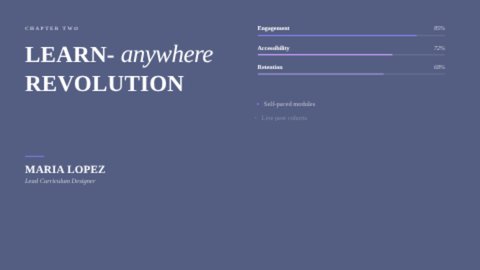 CHAPTER TWO
LEARN- anywhere
REVOLUTION
MARIA LOPEZ
Lead Curriculum Designer
Engagement 85%
Accessibility 72%
Retention 68%
• Self-paced modules
• Live peer cohorts